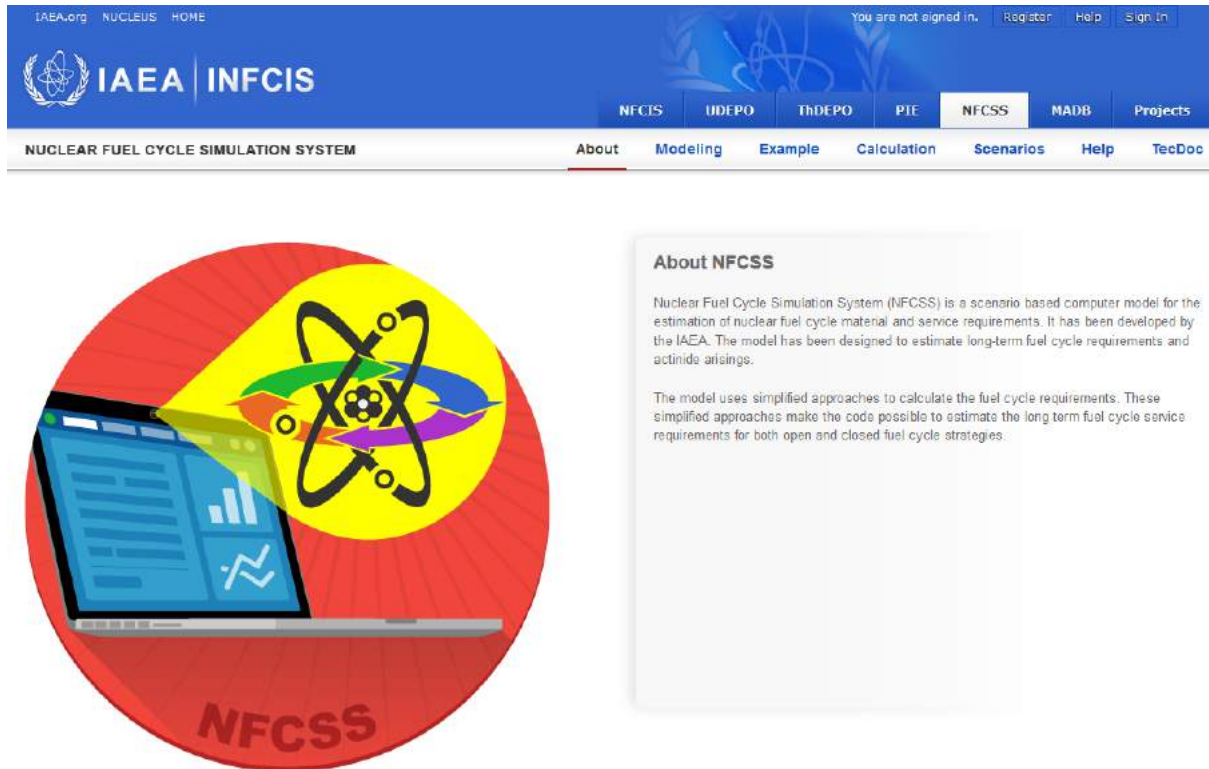 IAEA.org NUCLEUS HOME
You are not signed in. Register Help Sign In
IAEA | INFCIS
NFCIS UDEPO ThDEPO PIE NFCSS MADB Projects
NUCLEAR FUEL CYCLE SIMULATION SYSTEM
About Modeling Example Calculation Scenarios Help TecDoc
About NFCSS
Nuclear Fuel Cycle Simulation System (NFCSS) is a scenario based computer model for the
estimation of nuclear fuel cycle material and service requirements. It has been developed by
the IAEA. The model has been designed to estimate long-term fuel cycle requirements and
actinide arisings.
The model uses simplified approaches to calculate the fuel cycle requirements. These
simplified approaches make the code possible to estimate the long term fuel cycle service
requirements for both open and closed fuel cycle strategies.
NFCSS